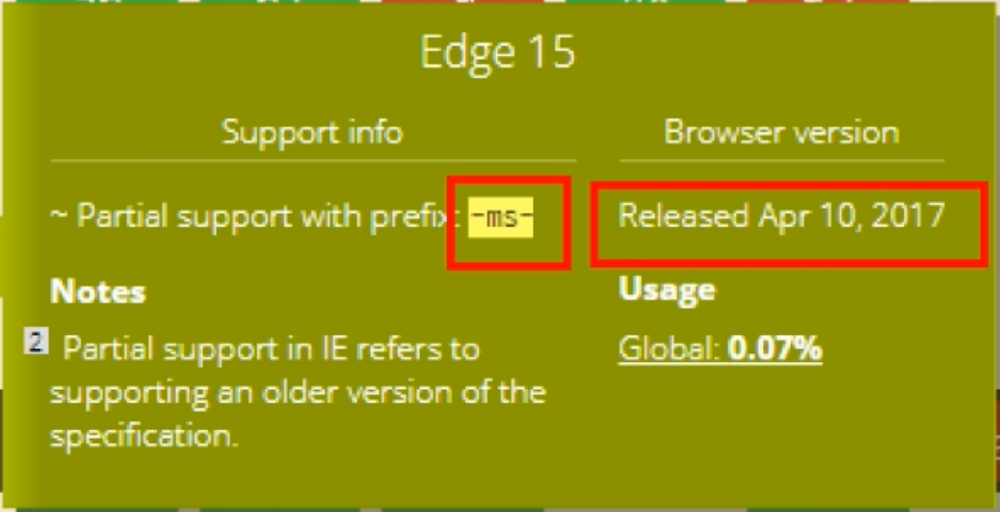 Edge 15
Support info
Browser version
~ Partial support with prefix: -ms-
Released Apr 10, 2017
Notes
Usage
2 Partial support in IE refers to
supporting an older version of the
specification.
Global: 0.07%